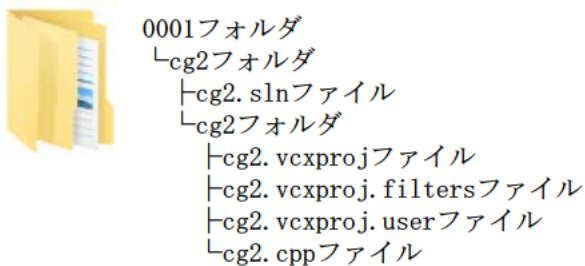 0001フォルダ
└cg2フォルダ
├cg2.slnファイル
└cg2フォルダ
├cg2.vcxprojファイル
├cg2.vcxproj.filtersファイル
├cg2.vcxproj.userファイル
└cg2.cppファイル